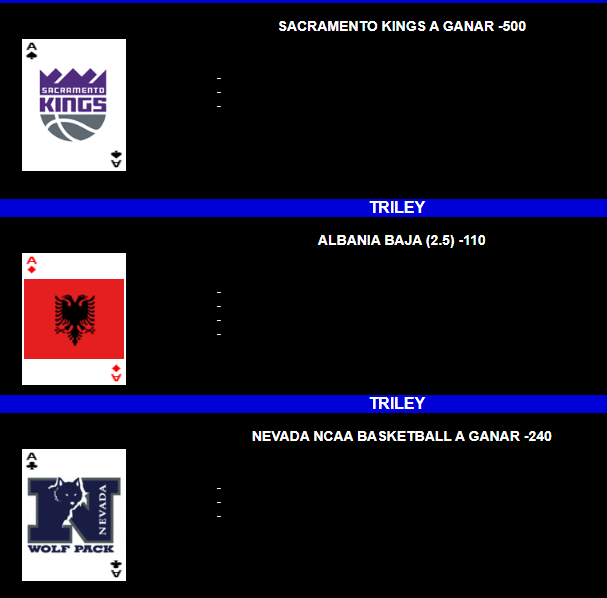 SACRAMENTO KINGS A GANAR -500
A
SACRAMENTO
KINGS
-
-
-
A
TRILEY
ALBANIA BAJA (2.5) -110
A
-
-
-
-
A
TRILEY
NEVADA NCAA BASKETBALL A GANAR -240
A
N
NEVADA
WOLF PACK
-
-
-
A